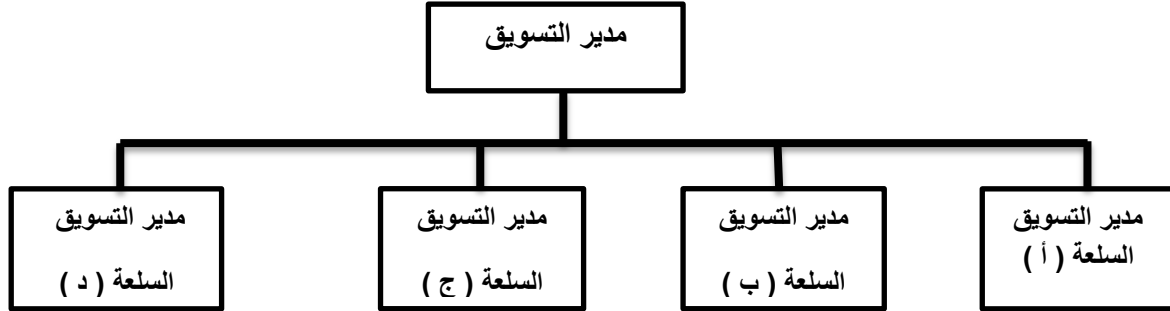 مدير التسويق
مدير التسويق
السلعة ( أ )
مدير التسويق
السلعة ( ب )
مدير التسويق
السلعة ( ج )
مدير التسويق
السلعة ( د )